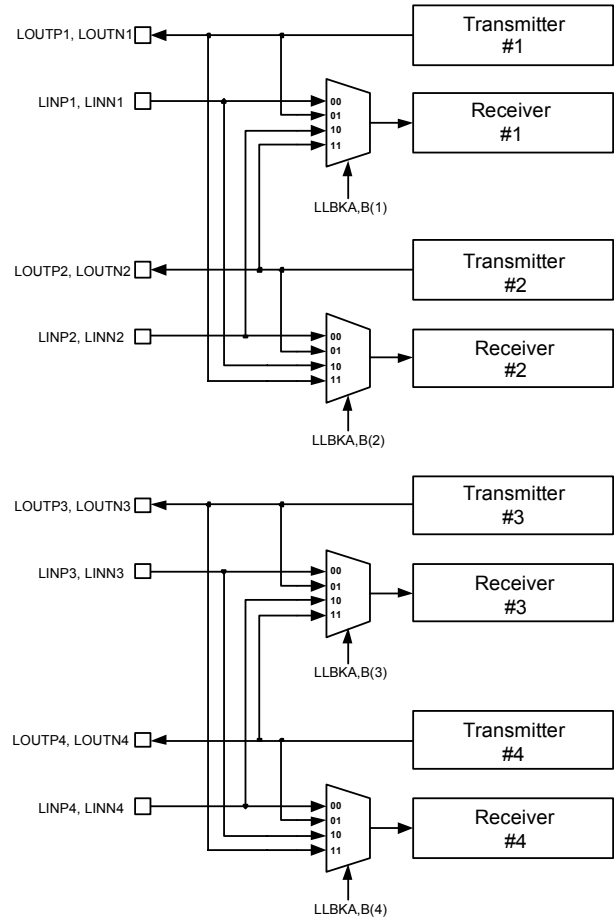 LOUTP1, LOUTN1
Transmitter
#1
LINP1, LINN1
00
01
10
11
Receiver
#1
LLBKA,B(1)
LOUTP2, LOUTN2
Transmitter
#2
LINP2, LINN2
00
01
10
11
Receiver
#2
LLBKA,B(2)
LOUTP3, LOUTN3
Transmitter
#3
LINP3, LINN3
00
01
10
11
Receiver
#3
LLBKA,B(3)
LOUTP4, LOUTN4
Transmitter
#4
LINP4, LINN4
00
01
10
11
Receiver
#4
LLBKA,B(4)